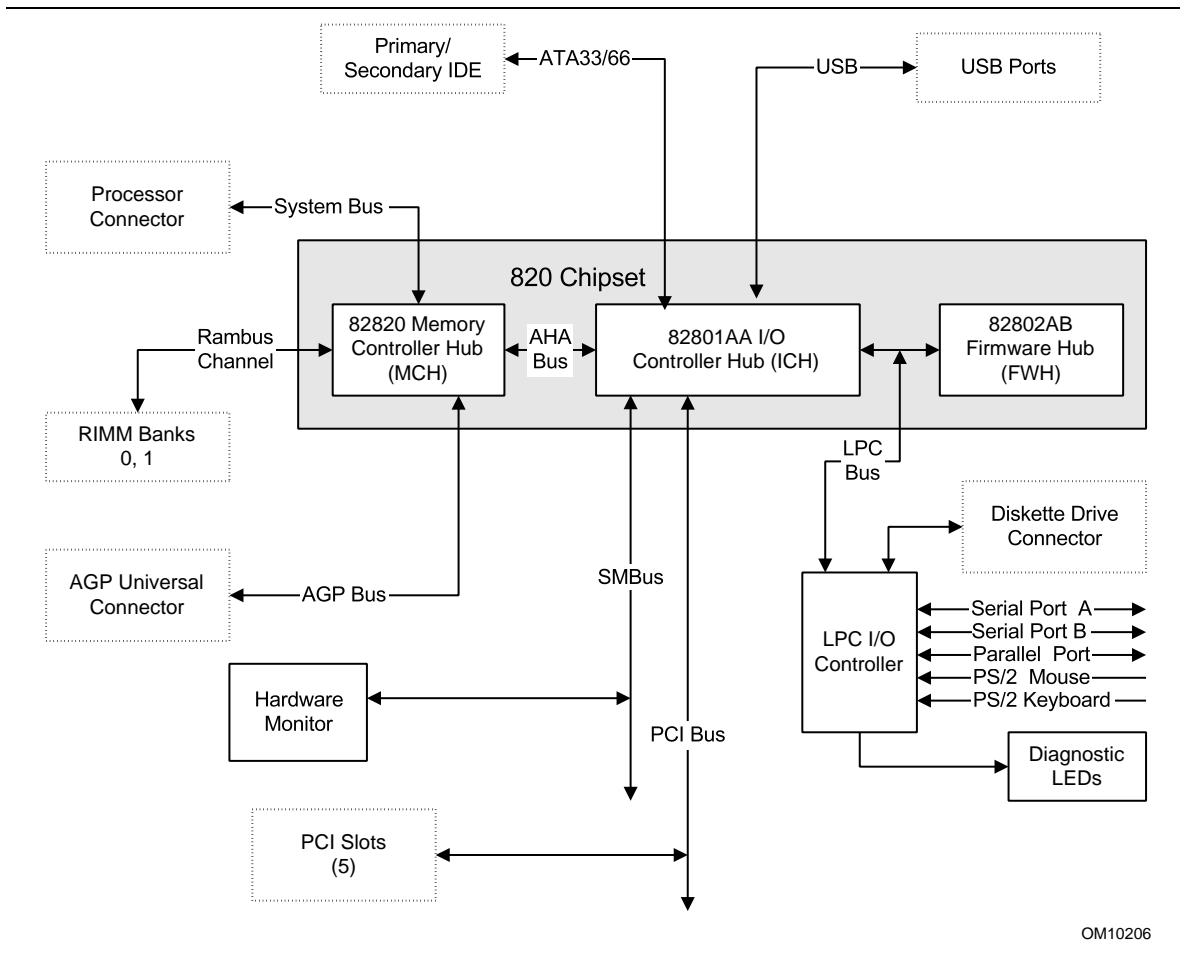 Primary/
Secondary IDE
ATA33/66
USB
USB Ports
Processor
Connector
System Bus
820 Chipset
Rambus
Channel
82820 Memory
Controller Hub
(MCH)
AHA
Bus
82801AA I/O
Controller Hub (ICH)
82802AB
Firmware Hub
(FWH)
RIMM Banks
0, 1
LPC
Bus
Diskette Drive
Connector
AGP Universal
Connector
AGP Bus
SMBus
LPC I/O
Controller
Serial Port A
Serial Port B
Parallel Port
PS/2 Mouse
PS/2 Keyboard
Hardware
Monitor
PCI Bus
Diagnostic
LEDs
PCI Slots
(5)
OM10206